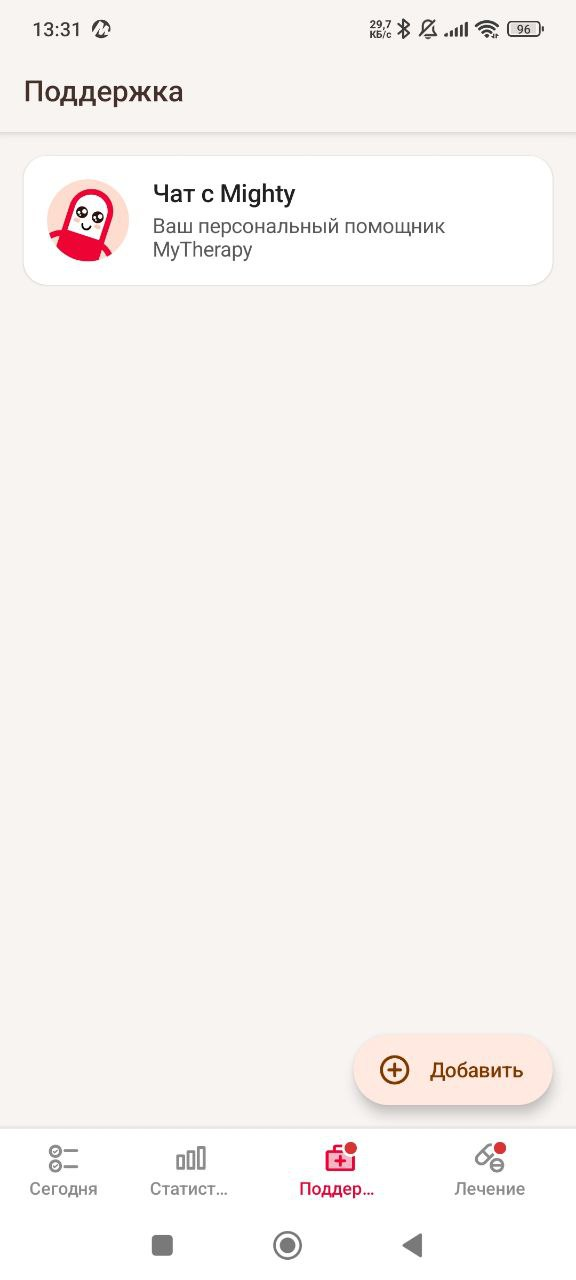 13:31
29,7
КБ/с
96
Поддержка
Чат с Mighty
Ваш персональный помощник
MyTherapy
Добавить
Сегодня
Статист...
Поддер...
Лечение